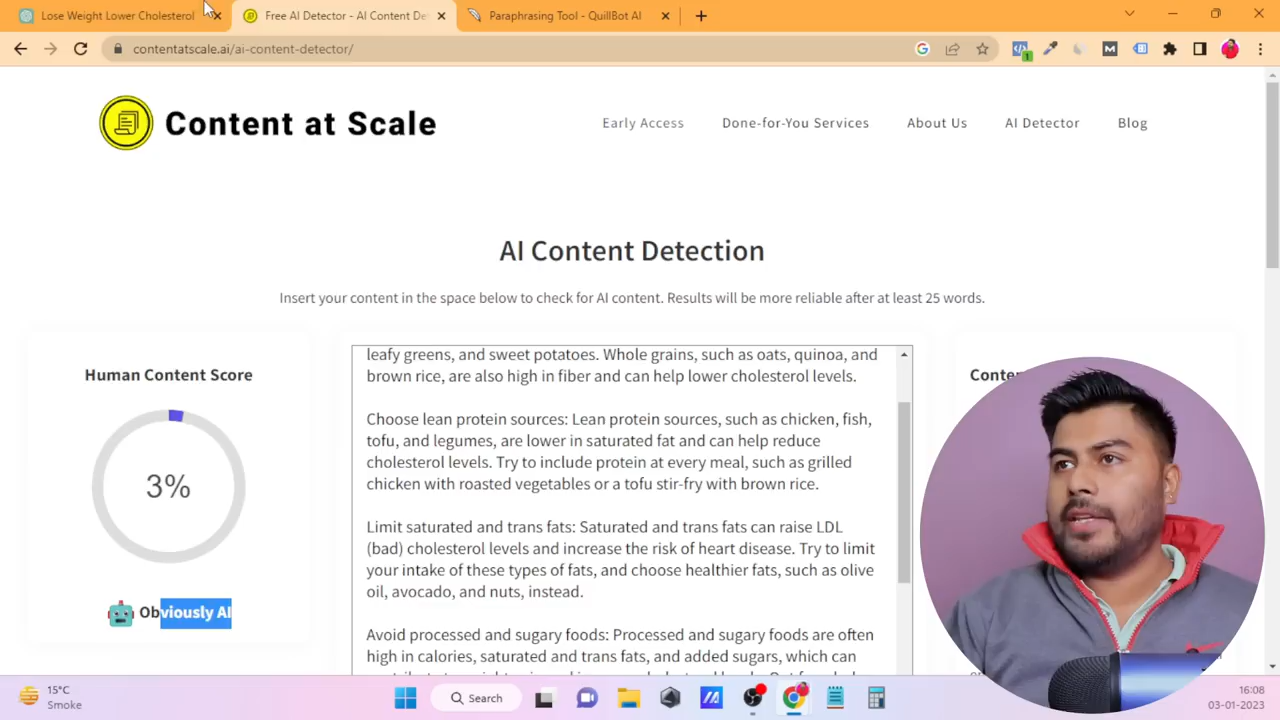 Lose Weight Lower Cholesterol
Free AI Detector - AI Content De
Paraphrasing Tool - QuillBot AI
contentatscale.ai/ai-content-detector/
1
M
Content at Scale
Early Access
Done-for-You Services
About Us
AI Detector
Blog
AI Content Detection
Insert your content in the space below to check for AI content. Results will be more reliable after at least 25 words.
Human Content Score
3%
Obviously AI
leafy greens, and sweet potatoes. Whole grains, such as oats, quinoa, and
brown rice, are also high in fiber and can help lower cholesterol levels.
Choose lean protein sources: Lean protein sources, such as chicken, fish,
tofu, and legumes, are lower in saturated fat and can help reduce
cholesterol levels. Try to include protein at every meal, such as grilled
chicken with roasted vegetables or a tofu stir-fry with brown rice.
Limit saturated and trans fats: Saturated and trans fats can raise LDL
(bad) cholesterol levels and increase the risk of heart disease. Try to limit
your intake of these types of fats, and choose healthier fats, such as olive
oil, avocado, and nuts, instead.
Avoid processed and sugary foods: Processed and sugary foods are often
high in calories, saturated and trans fats, and added sugars, which can
15°C
Smoke
Search
16:08
03-01-2023